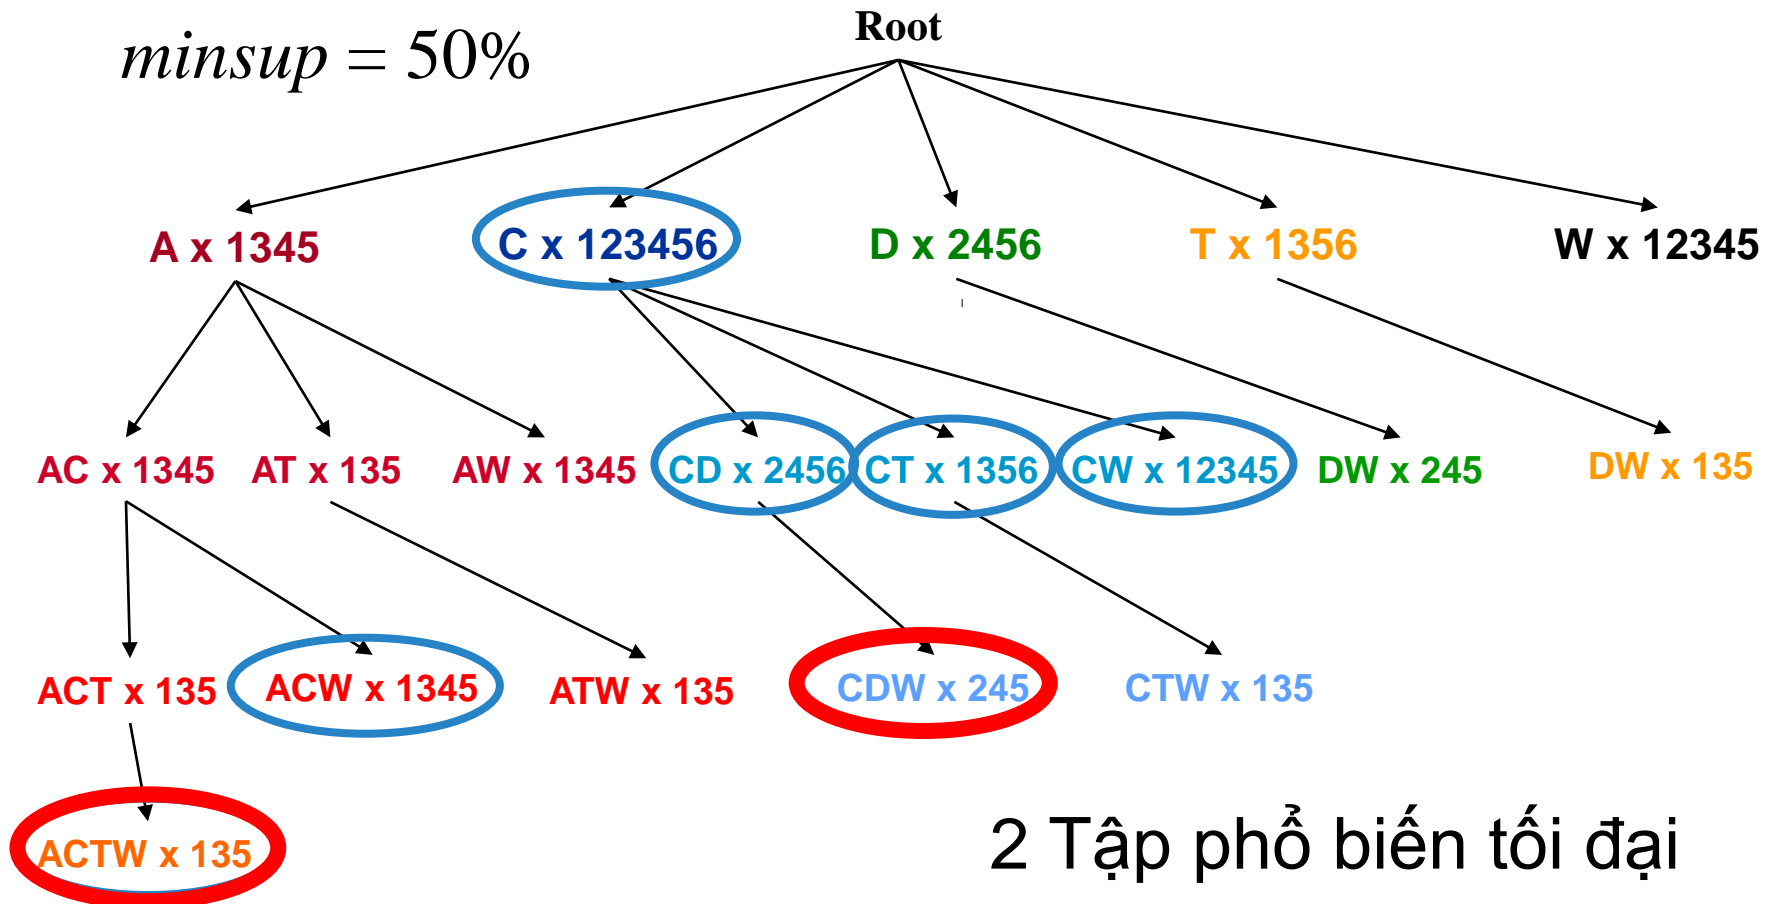 Root
minsup = 50%
A x 1345 C x 123456 D x 2456 T x 1356 W x 12345
AC x 1345 AT x 135 AW x 1345 CD x 2456 CT x 1356 CW x 12345 DW x 245 DW x 135
ACT x 135 ACW x 1345 ATW x 135 CDW x 245 CTW x 135
ACTW x 135
2 Tập phổ biến tối đại